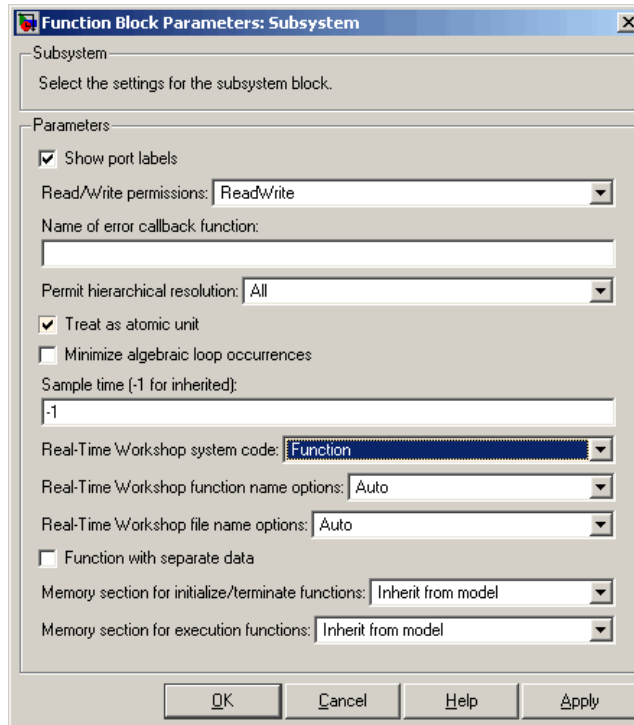 Function Block Parameters: Subsystem
Subsystem
Select the settings for the subsystem block.
Parameters
Show port labels
Read/Write permissions: ReadWrite
Name of error callback function:
Permit hierarchical resolution: All
Treat as atomic unit
Minimize algebraic loop occurrences
Sample time (-1 for inherited):
-1
Real-Time Workshop system code: Function
Real-Time Workshop function name options: Auto
Real-Time Workshop file name options: Auto
Function with separate data
Memory section for initialize/terminate functions: Inherit from model
Memory section for execution functions: Inherit from model
OK Cancel Help Apply